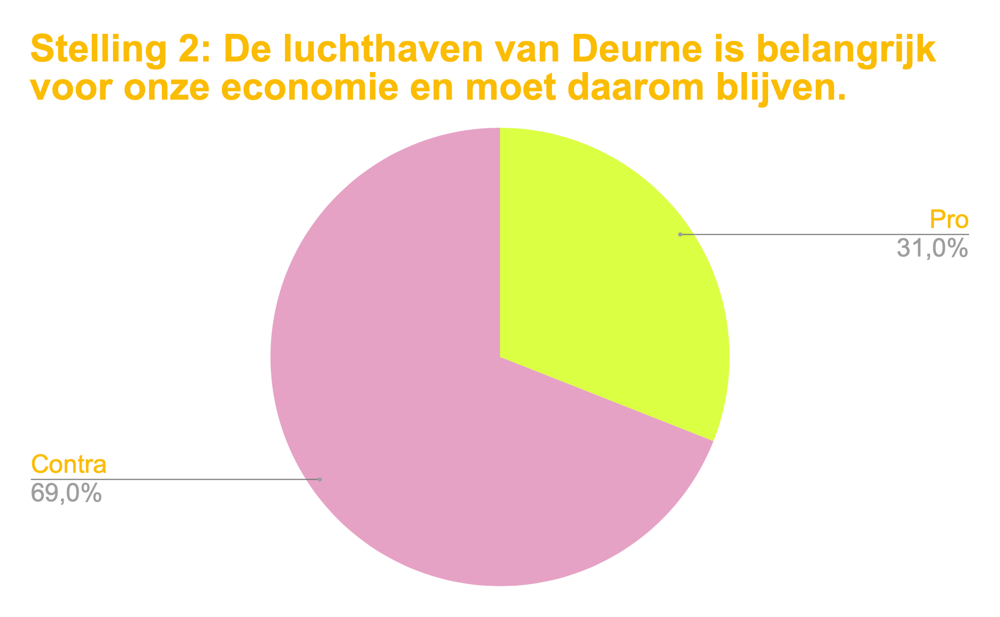 Stelling 2: De luchthaven van Deurne is belangrijk
voor onze economie en moet daarom blijven.
Pro
31,0%
Contra
69,0%